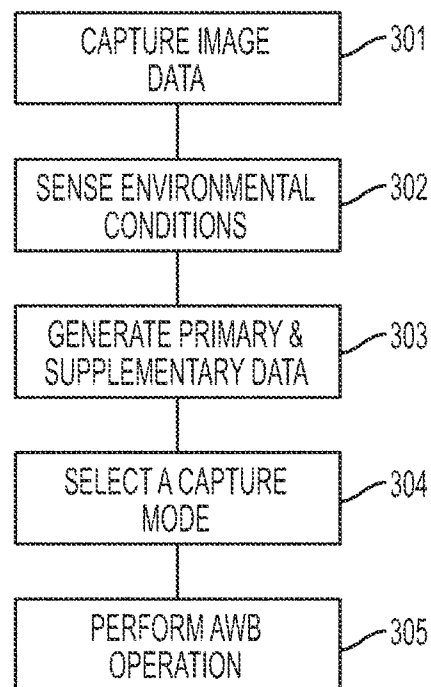 CAPTURE IMAGE
DATA
301
SENSE ENVIRONMENTAL
CONDITIONS
302
GENERATE PRIMARY &
SUPPLEMENTARY DATA
303
SELECT A CAPTURE
MODE
304
PERFORM AWB
OPERATION
305